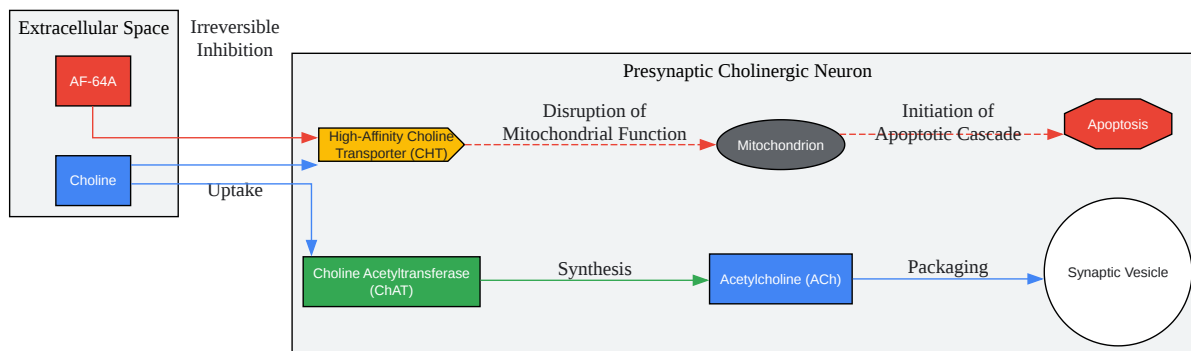 Extracellular Space
Irreversible
Inhibition
AF-64A
Choline
Uptake
Presynaptic Cholinergic Neuron
High-Affinity Choline
Transporter (CHT)
Disruption of
Mitochondrial Function
Mitochondrion
Initiation of
Apoptotic Cascade
Apoptosis
Choline Acetyltransferase
(ChAT)
Synthesis
Acetylcholine (ACh)
Packaging
Synaptic Vesicle